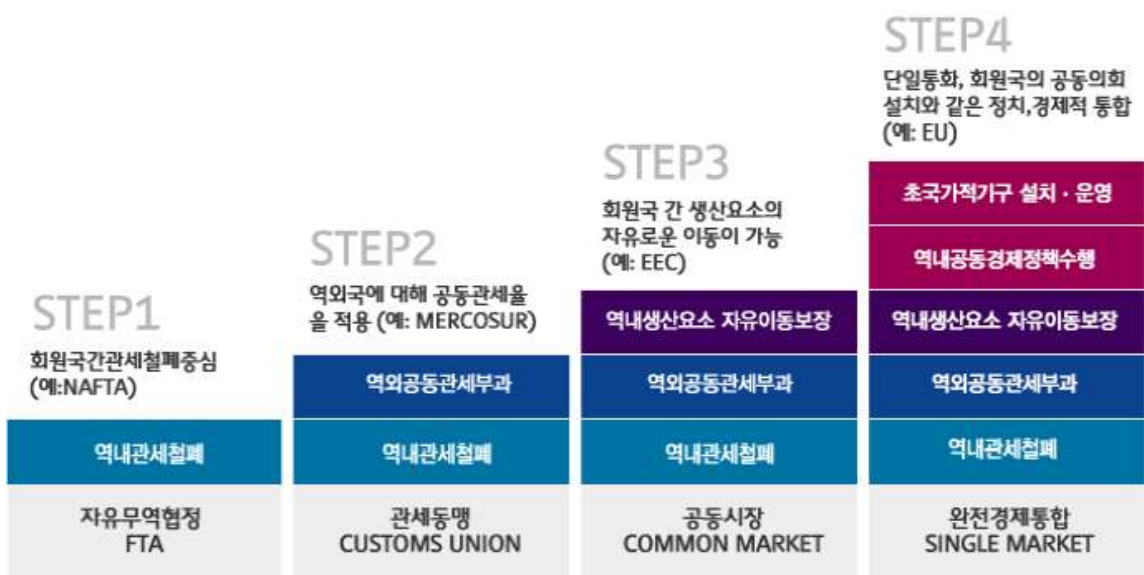 STEP1
회원국간관세철폐중심
(예:NAFTA)
역내관세철폐
자유무역협정
FTA
STEP2
역외국에 대해 공동관세율
을 적용 (예: MERCOSUR)
역외공동관세부과
역내관세철폐
관세동맹
CUSTOMS UNION
STEP3
회원국 간 생산요소의
자유로운 이동이 가능
(예: EEC)
역내생산요소 자유이동보장
역외공동관세부과
역내관세철폐
공동시장
COMMON MARKET
STEP4
단일통화, 회원국의 공동의회
설치와 같은 정치,경제적 통합
(예: EU)
초국가적기구 설치 · 운영
역내공동경제정책수행
역내생산요소 자유이동보장
역외공동관세부과
역내관세철폐
완전경제통합
SINGLE MARKET